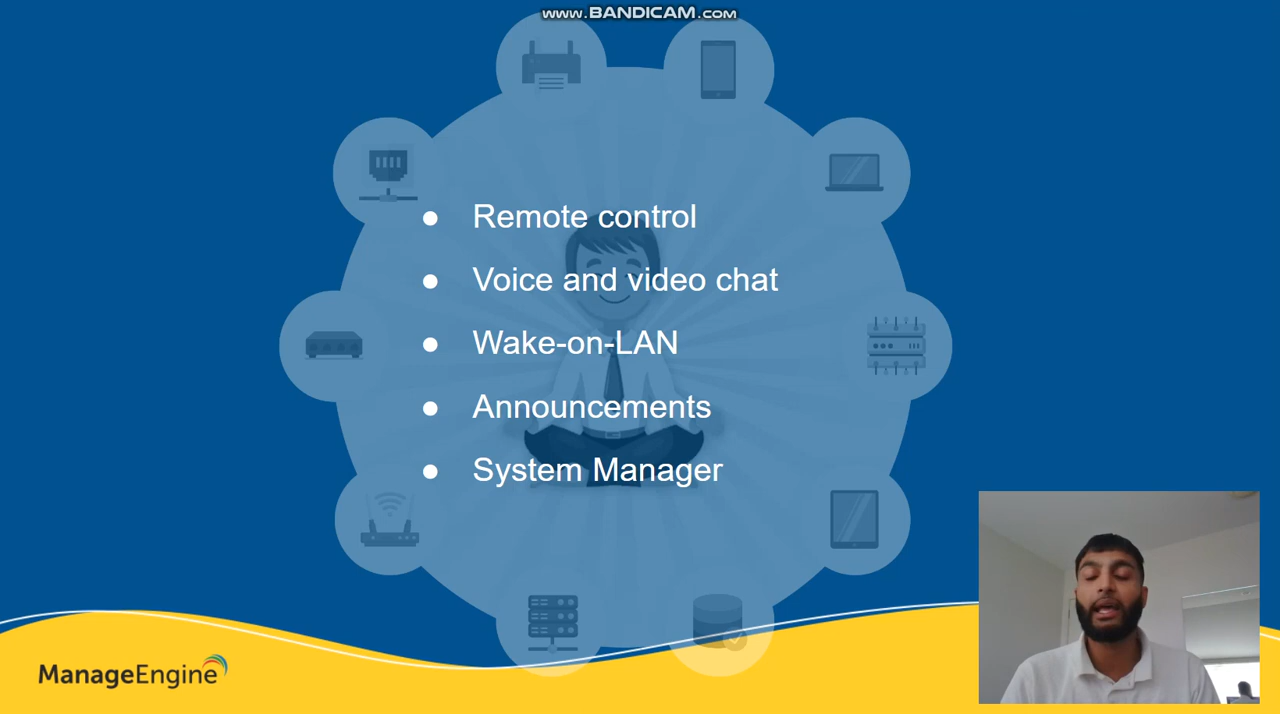 www.BANDICAM.com
● Remote control
● Voice and video chat
● Wake-on-LAN
● Announcements
● System Manager
ManageEngine